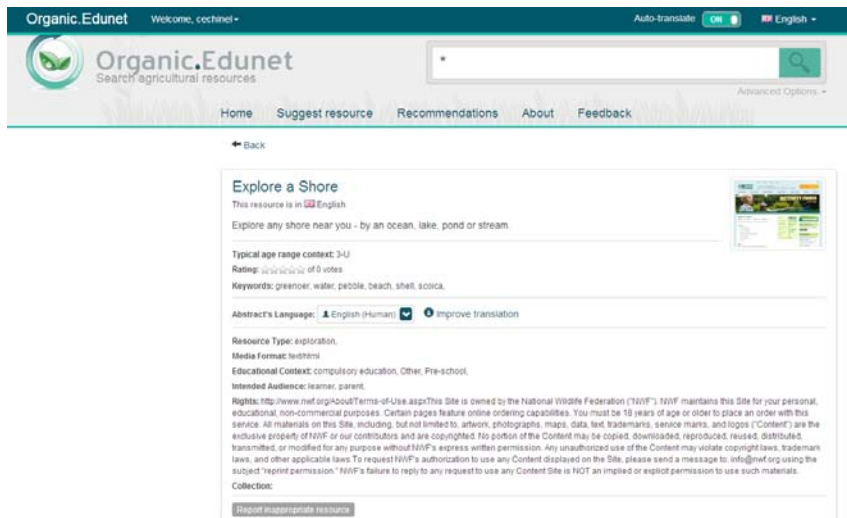 Organic.Edunet Welcome, cechinel Auto-translate ON English
Organic.Edunet
Search agricultural resources
*
Advanced Options
Home Suggest resource Recommendations About Feedback
Back
Explore a Shore
This resource is in English
Explore any shore near you - by an ocean, lake, pond or stream
Typical age range context: 3-U
Rating: of 0 votes
Keywords: greenoer, water, pebble, beach, shell, scoica,
Abstract's Language: English (Human) Improve translation
Resource Type: exploration,
Media Format: text/html
Educational Context: compulsory education, Other, Pre-school,
Intended Audience: learner, parent,
Rights: http://www.nwf.org/About/Terms-of-Use.aspxThis Site is owned by the National Wildlife Federation ("NWF"). NWF maintains this Site for your personal,
educational, non-commercial purposes. Certain pages feature online ordering capabilities. You must be 18 years of age or older to place an order with this
service. All materials on this Site, including, but not limited to, artwork, photographs, maps, data, text, trademarks, service marks, and logos ("Content") are the
exclusive property of NWF or our contributors and are copyrighted. No portion of the Content may be copied, downloaded, reproduced, reused, distributed,
transmitted, or modified for any purpose without NWF's express written permission. Any unauthorized use of the Content may violate copyright laws, trademark
laws, and other applicable laws.To request NWF's authorization to use any Content displayed on the Site, please send a message to: info@nwf.org using the
subject "reprint permission." NWF's failure to reply to any request to use any Content Site is NOT an implied or explicit permission to use such materials.
Collection:
Report inappropriate resource